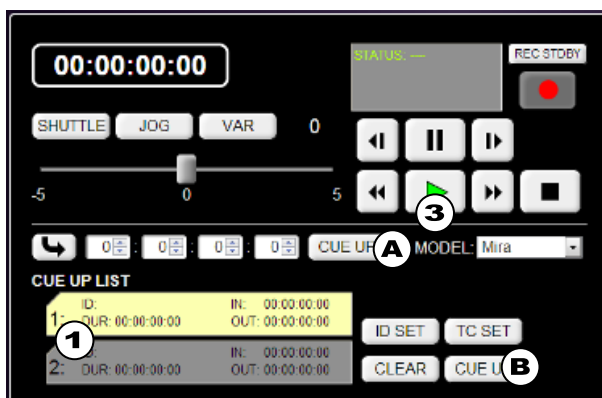 00:00:00:00
STATUS: ---
REC STDBY
SHUTTLE JOG VAR 0
-5 0 5
3
0 : 0 : 0 : 0 CUE UP A MODEL: Mira
CUE UP LIST
1: ID: IN: 00:00:00:00
DUR: 00:00:00:00 OUT: 00:00:00:00
1
ID SET TC SET
2: ID: IN: 00:00:00:00
DUR: 00:00:00:00 OUT: 00:00:00:00
CLEAR CUE U B